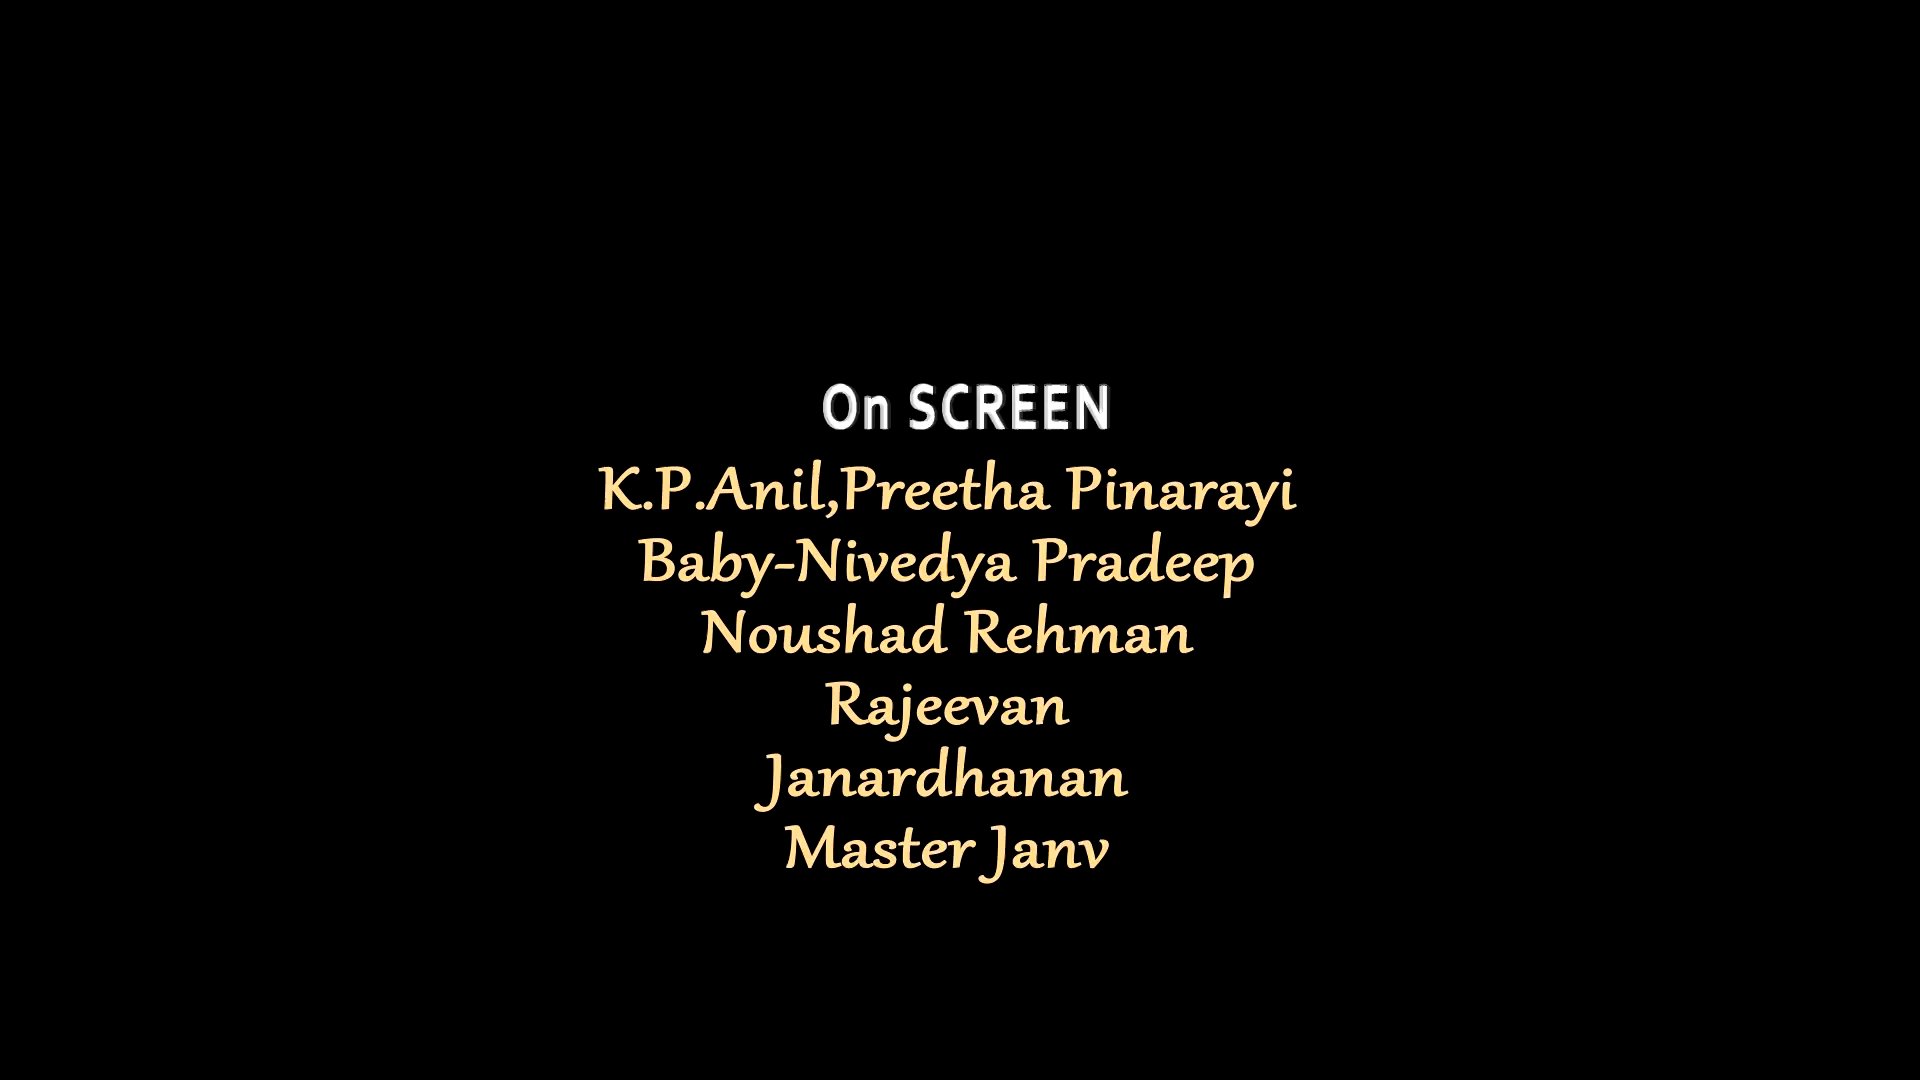 On SCREEN
K.P.Anil,Preetha Pinarayi
Baby-Nivedya Pradeep
Noushad Rehman
Rajeevan
Janardhanan
Master Janv